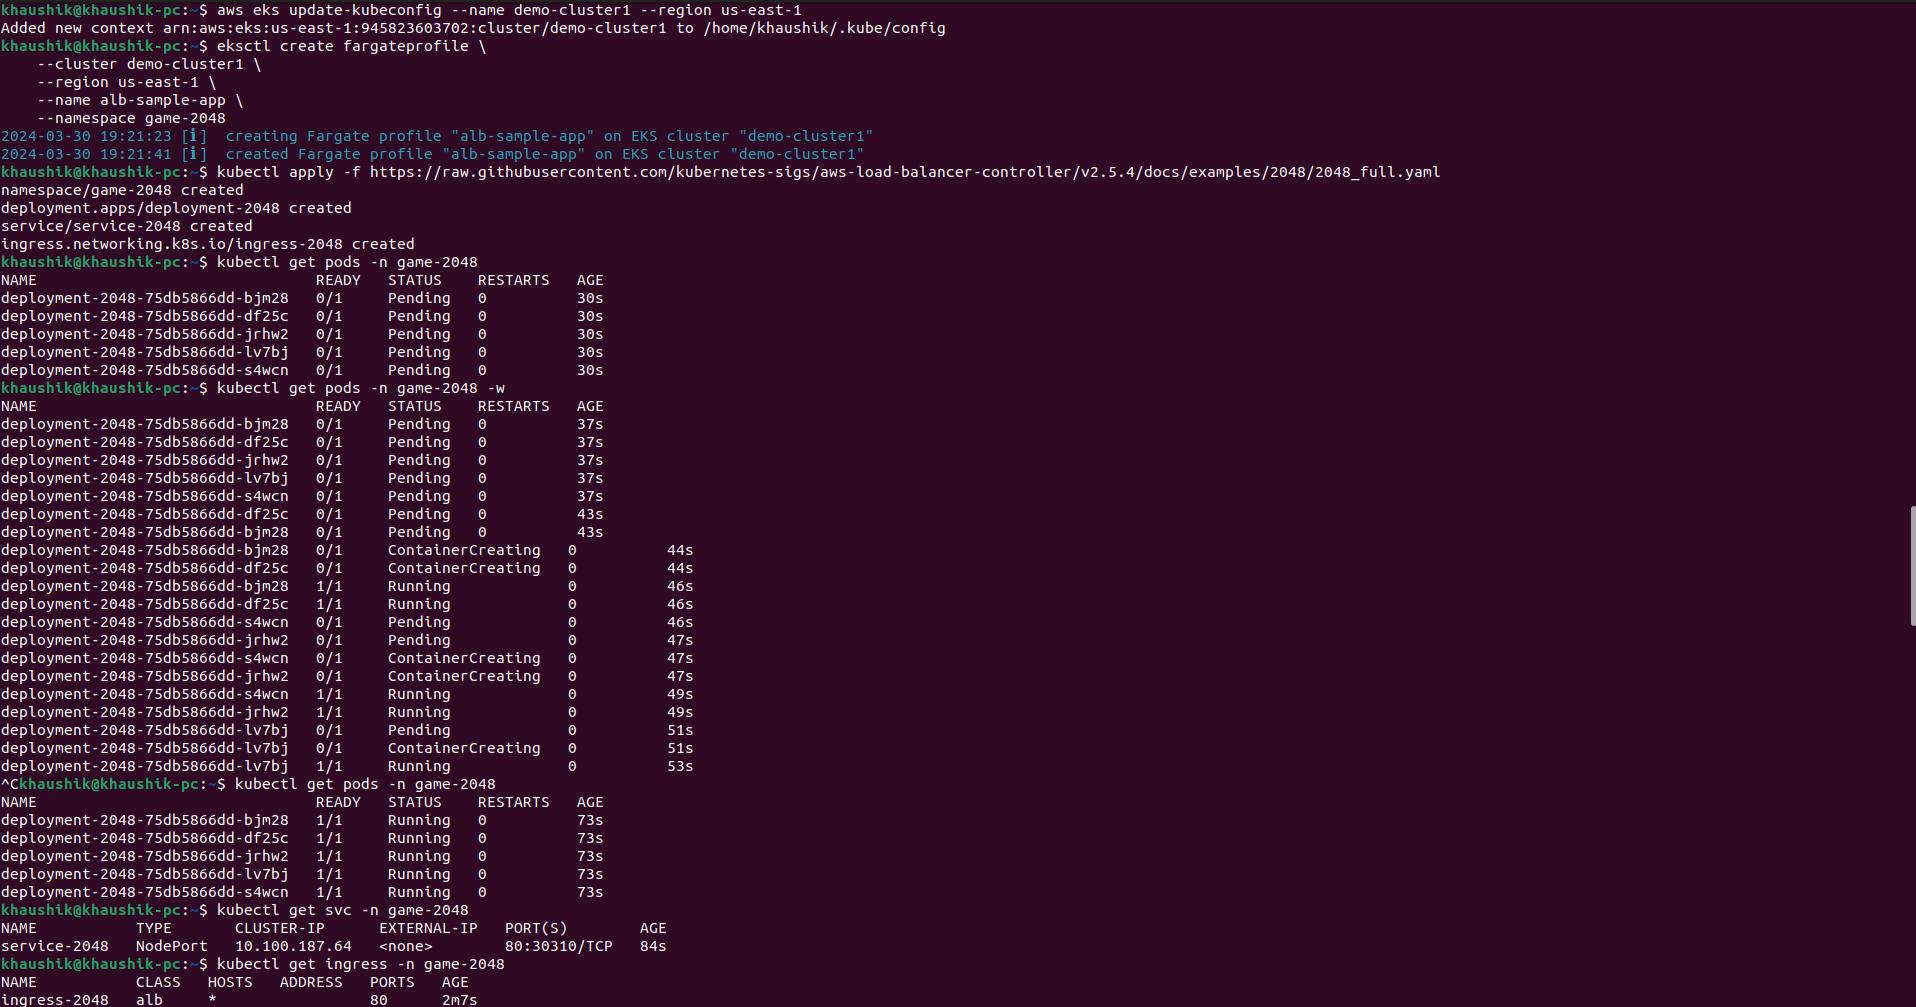 khaushik@khaushik-pc:~$ aws eks update-kubeconfig --name demo-cluster1 --region us-east-1
Added new context arn:aws:eks:us-east-1:945823603702:cluster/demo-cluster1 to /home/khaushik/.kube/config
khaushik@khaushik-pc:~$ eksctl create fargateprofile \
    --cluster demo-cluster1 \
    --region us-east-1 \
    --name alb-sample-app \
    --namespace game-2048
2024-03-30 19:21:23 [ℹ]  creating Fargate profile "alb-sample-app" on EKS cluster "demo-cluster1"
2024-03-30 19:21:41 [ℹ]  created Fargate profile "alb-sample-app" on EKS cluster "demo-cluster1"
khaushik@khaushik-pc:~$ kubectl apply -f https://raw.githubusercontent.com/kubernetes-sigs/aws-load-balancer-controller/v2.5.4/docs/examples/2048/2048_full.yaml
namespace/game-2048 created
deployment.apps/deployment-2048 created
service/service-2048 created
ingress.networking.k8s.io/ingress-2048 created
khaushik@khaushik-pc:~$ kubectl get pods -n game-2048
NAME                               READY   STATUS    RESTARTS   AGE
deployment-2048-75db5866dd-bjm28   0/1     Pending   0          30s
deployment-2048-75db5866dd-df25c   0/1     Pending   0          30s
deployment-2048-75db5866dd-jrhw2   0/1     Pending   0          30s
deployment-2048-75db5866dd-lv7bj   0/1     Pending   0          30s
deployment-2048-75db5866dd-s4wcn   0/1     Pending   0          30s
khaushik@khaushik-pc:~$ kubectl get pods -n game-2048 -w
NAME                               READY   STATUS    RESTARTS   AGE
deployment-2048-75db5866dd-bjm28   0/1     Pending   0          37s
deployment-2048-75db5866dd-df25c   0/1     Pending   0          37s
deployment-2048-75db5866dd-jrhw2   0/1     Pending   0          37s
deployment-2048-75db5866dd-lv7bj   0/1     Pending   0          37s
deployment-2048-75db5866dd-s4wcn   0/1     Pending   0          37s
deployment-2048-75db5866dd-df25c   0/1     Pending   0          43s
deployment-2048-75db5866dd-bjm28   0/1     Pending   0          43s
deployment-2048-75db5866dd-bjm28   0/1     ContainerCreating   0          44s
deployment-2048-75db5866dd-df25c   0/1     ContainerCreating   0          44s
deployment-2048-75db5866dd-bjm28   1/1     Running             0          46s
deployment-2048-75db5866dd-df25c   1/1     Running             0          46s
deployment-2048-75db5866dd-s4wcn   0/1     Pending             0          46s
deployment-2048-75db5866dd-jrhw2   0/1     Pending             0          47s
deployment-2048-75db5866dd-s4wcn   0/1     ContainerCreating   0          47s
deployment-2048-75db5866dd-jrhw2   0/1     ContainerCreating   0          47s
deployment-2048-75db5866dd-s4wcn   1/1     Running             0          49s
deployment-2048-75db5866dd-jrhw2   1/1     Running             0          49s
deployment-2048-75db5866dd-lv7bj   0/1     Pending             0          51s
deployment-2048-75db5866dd-lv7bj   0/1     ContainerCreating   0          51s
deployment-2048-75db5866dd-lv7bj   1/1     Running             0          53s
^Ckhaushik@khaushik-pc:~$ kubectl get pods -n game-2048
NAME                               READY   STATUS    RESTARTS   AGE
deployment-2048-75db5866dd-bjm28   1/1     Running   0          73s
deployment-2048-75db5866dd-df25c   1/1     Running   0          73s
deployment-2048-75db5866dd-jrhw2   1/1     Running   0          73s
deployment-2048-75db5866dd-lv7bj   1/1     Running   0          73s
deployment-2048-75db5866dd-s4wcn   1/1     Running   0          73s
khaushik@khaushik-pc:~$ kubectl get svc -n game-2048
NAME           TYPE       CLUSTER-IP      EXTERNAL-IP   PORT(S)        AGE
service-2048   NodePort   10.100.187.64   <none>        80:30310/TCP   84s
khaushik@khaushik-pc:~$ kubectl get ingress -n game-2048
NAME           CLASS   HOSTS   ADDRESS   PORTS   AGE
ingress-2048   alb     *                 80      2m7s